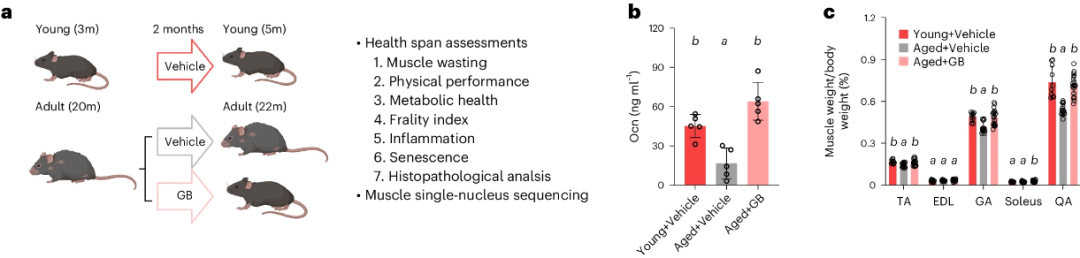 a
Young (3m)
2 months
Young (5m)
Vehicle
Adult (20m)
Adult (22m)
Vehicle
GB
• Health span assessments
1. Muscle wasting
2. Physical performance
3. Metabolic health
4. Fraility index
5. Inflammation
6. Senescence
7. Histopathological analsis
• Muscle single-nucleus sequencing
b
Ocn (ng ml⁻¹)
120
90
60
30
0
b a b
Young+Vehicle
Aged+Vehicle
Aged+GB
c
Muscle weight/body
weight (%)
1.2
0.9
0.6
0.3
0
Young+Vehicle
Aged+Vehicle
Aged+GB
b a b
a a a
b a b
a a b
b a b
TA EDL GA Soleus QA